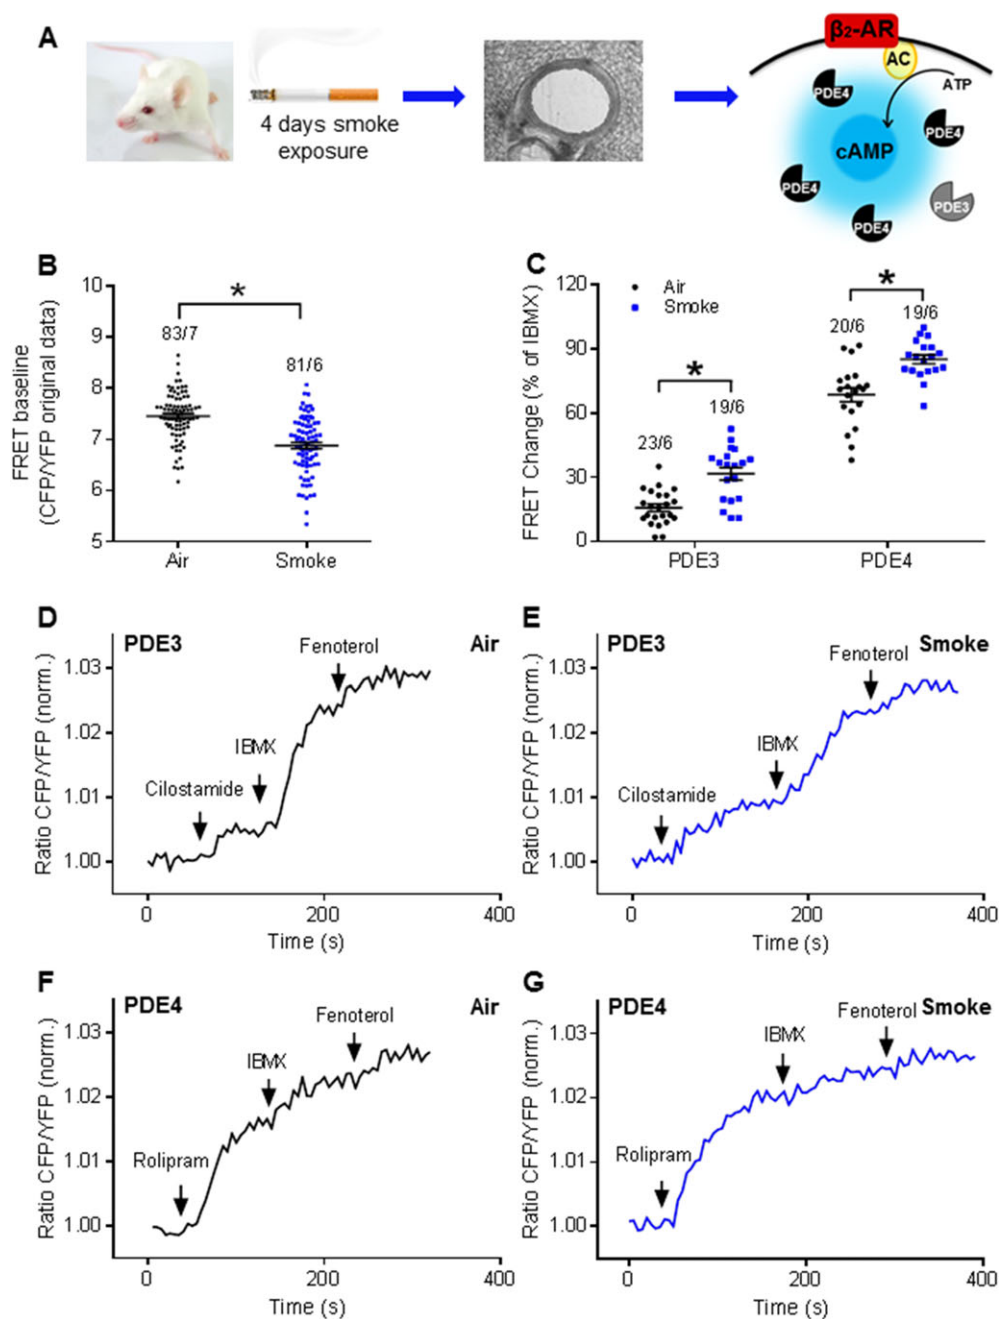 A
4 days smoke
exposure
β₂-AR
AC
ATP
PDE4
PDE4
cAMP
PDE4
PDE3
PDE4
B
FRET baseline
(CFP/YFP original data)
10
9
8
7
6
5
*
83/7
81/6
Air
Smoke
C
FRET Change (% of IBMX)
120
90
60
30
0
Air
Smoke
*
*
23/6
19/6
20/6
19/6
PDE3
PDE4
D
PDE3
Air
Ratio CFP/YFP (norm.)
1.03
1.02
1.01
1.00
Cilostamide
IBMX
Fenoterol
0
200
400
Time (s)
E
PDE3
Smoke
Ratio CFP/YFP (norm.)
1.03
1.02
1.01
1.00
Cilostamide
IBMX
Fenoterol
0
200
400
Time (s)
F
PDE4
Air
Ratio CFP/YFP (norm.)
1.03
1.02
1.01
1.00
Rolipram
IBMX
Fenoterol
0
200
400
Time (s)
G
PDE4
Smoke
Ratio CFP/YFP (norm.)
1.03
1.02
1.01
1.00
Rolipram
IBMX
Fenoterol
0
200
400
Time (s)